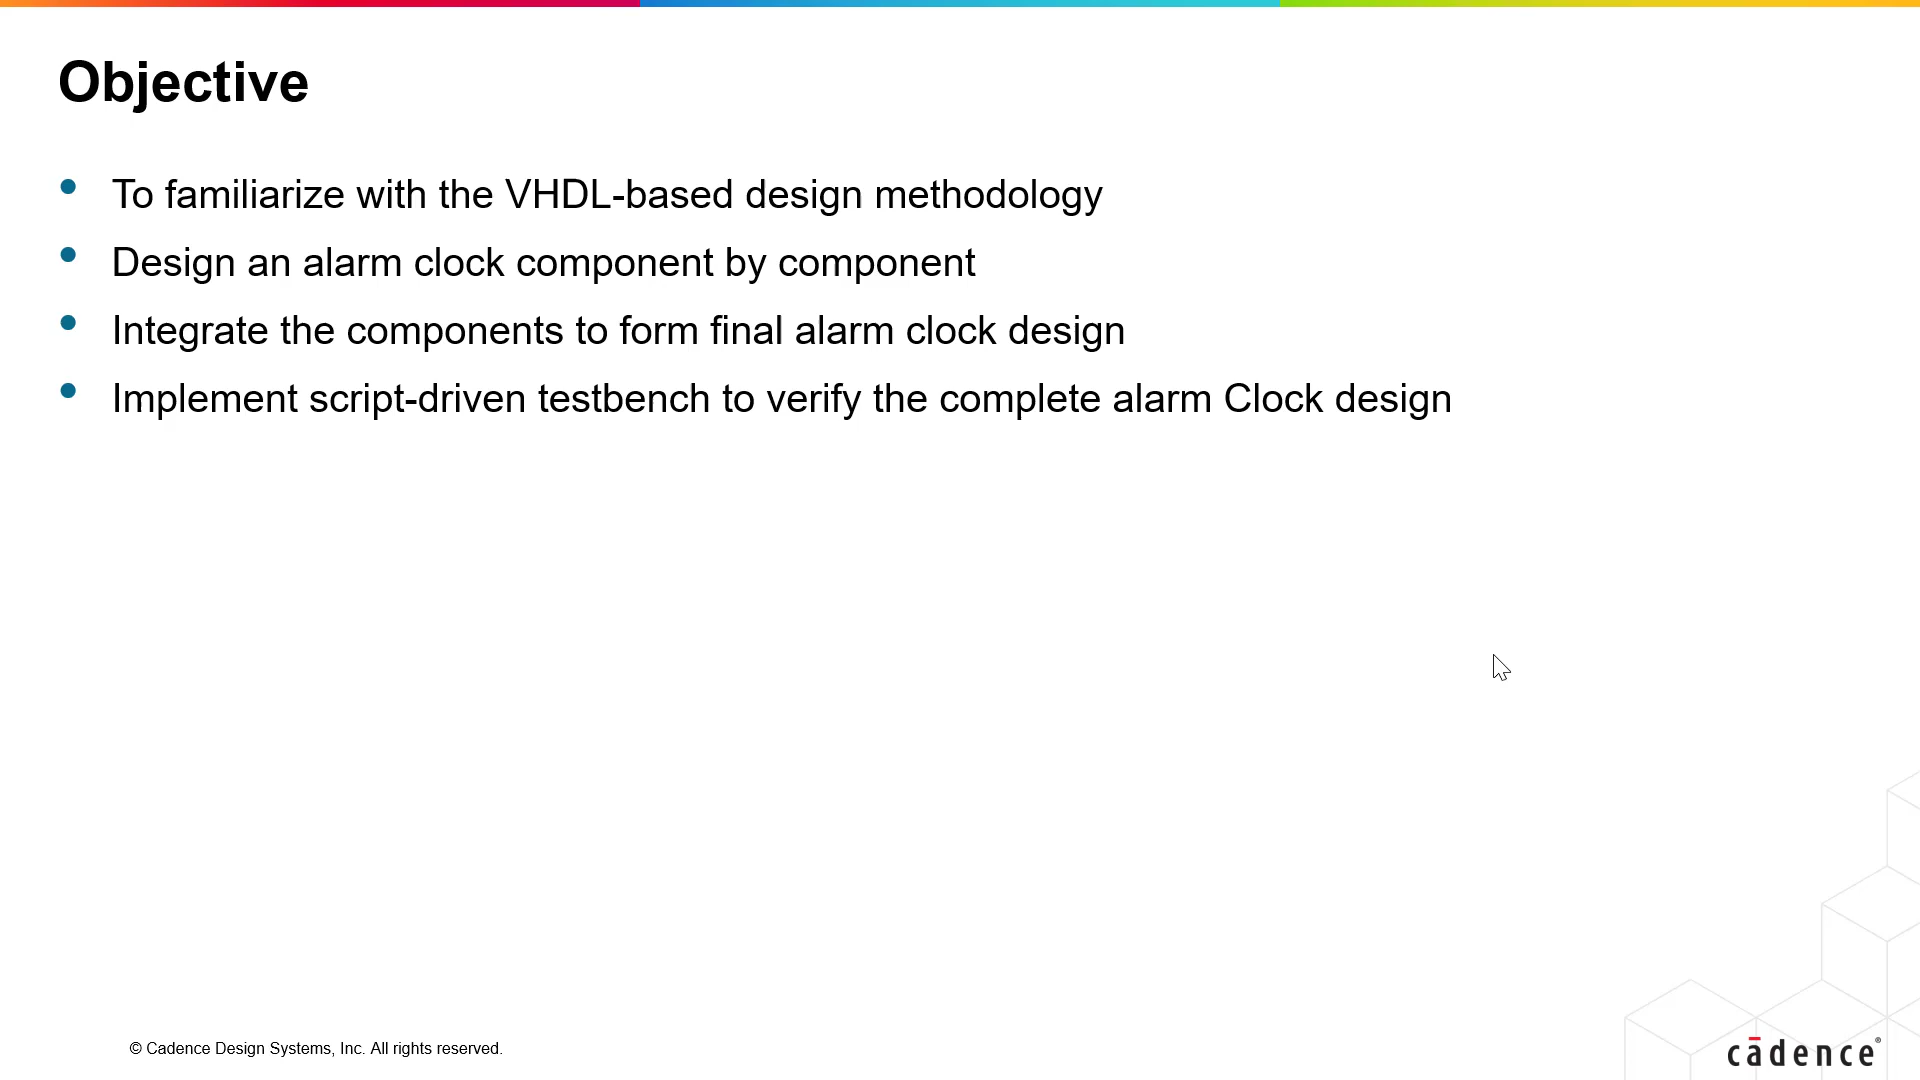 Objective
• To familiarize with the VHDL-based design methodology
• Design an alarm clock component by component
• Integrate the components to form final alarm clock design
• Implement script-driven testbench to verify the complete alarm Clock design
© Cadence Design Systems, Inc. All rights reserved.
cādence®